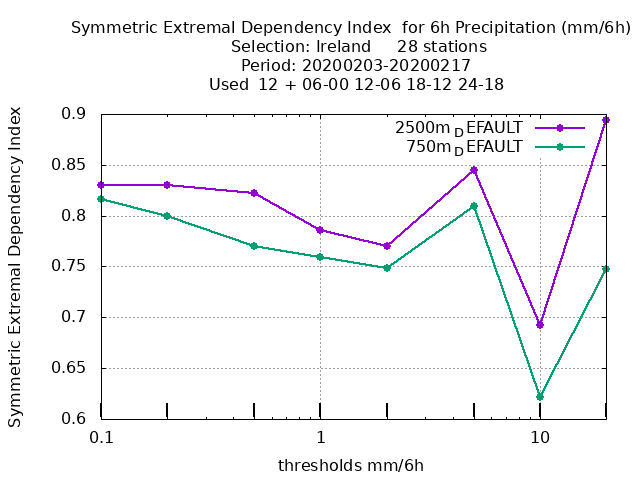 Symmetric Extremal Dependency Index  for 6h Precipitation (mm/6h)
Selection: Ireland     28 stations
Period: 20200203-20200217
Used  12 + 06-00 12-06 18-12 24-18
Symmetric Extremal Dependency Index
0.9
0.85
0.8
0.75
0.7
0.65
0.6
2500m_DEFAULT
750m_DEFAULT
0.1 1 10
thresholds mm/6h